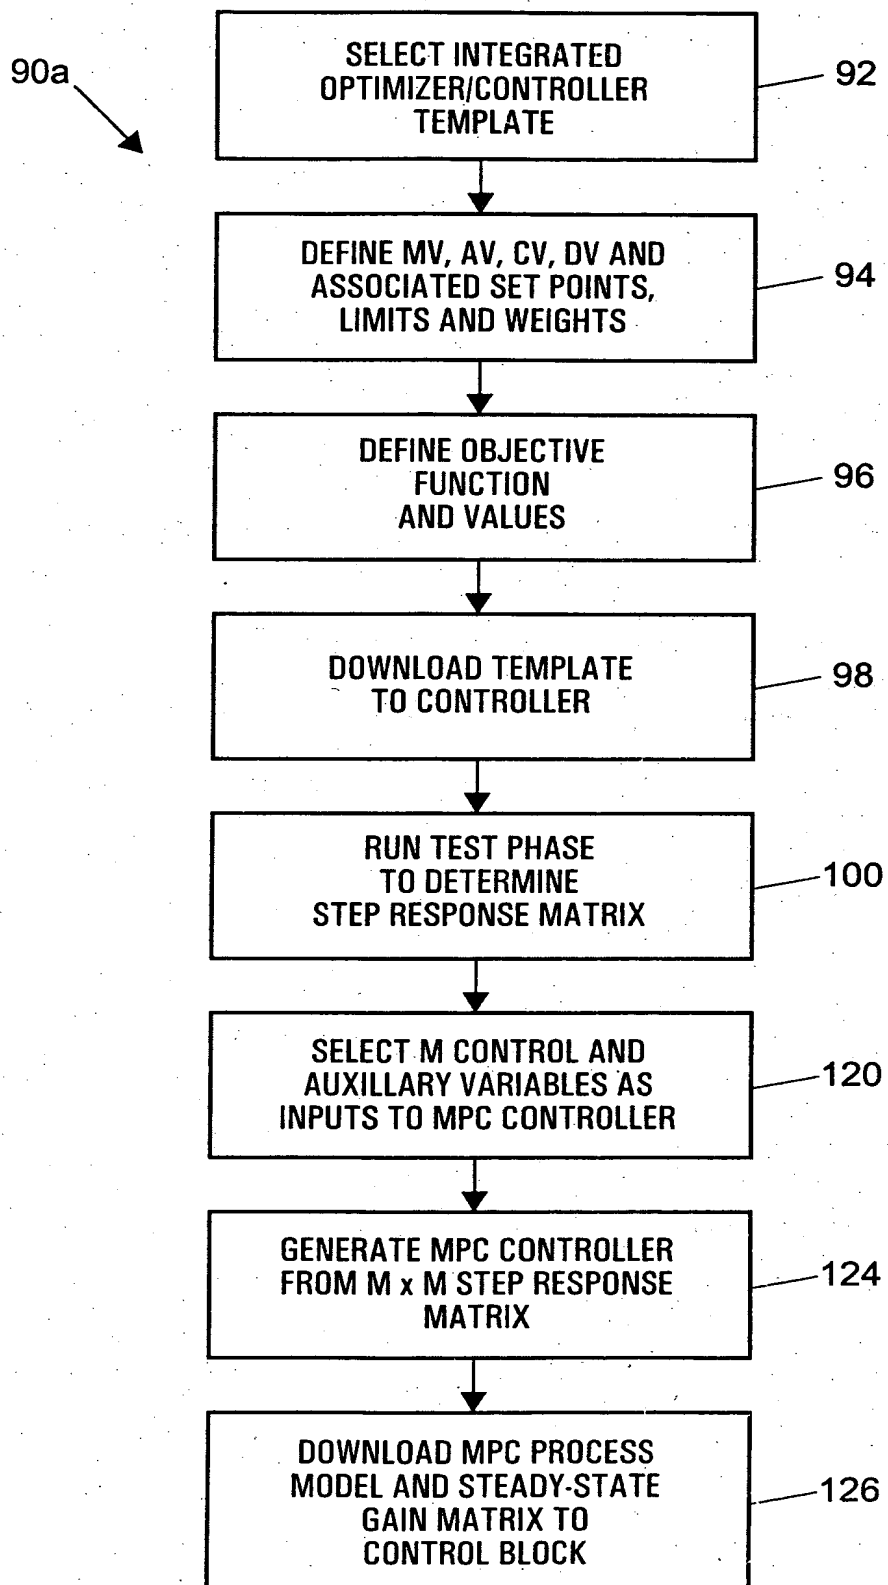 90a
SELECT INTEGRATED
OPTIMIZER/CONTROLLER
TEMPLATE
92
DEFINE MV, AV, CV, DV AND
ASSOCIATED SET POINTS,
LIMITS AND WEIGHTS
94
DEFINE OBJECTIVE
FUNCTION
AND VALUES
96
DOWNLOAD TEMPLATE
TO CONTROLLER
98
RUN TEST PHASE
TO DETERMINE
STEP RESPONSE MATRIX
100
SELECT M CONTROL AND
AUXILLARY VARIABLES AS
INPUTS TO MPC CONTROLLER
120
GENERATE MPC CONTROLLER
FROM M x M STEP RESPONSE
MATRIX
124
DOWNLOAD MPC PROCESS
MODEL AND STEADY-STATE
GAIN MATRIX TO
CONTROL BLOCK
126